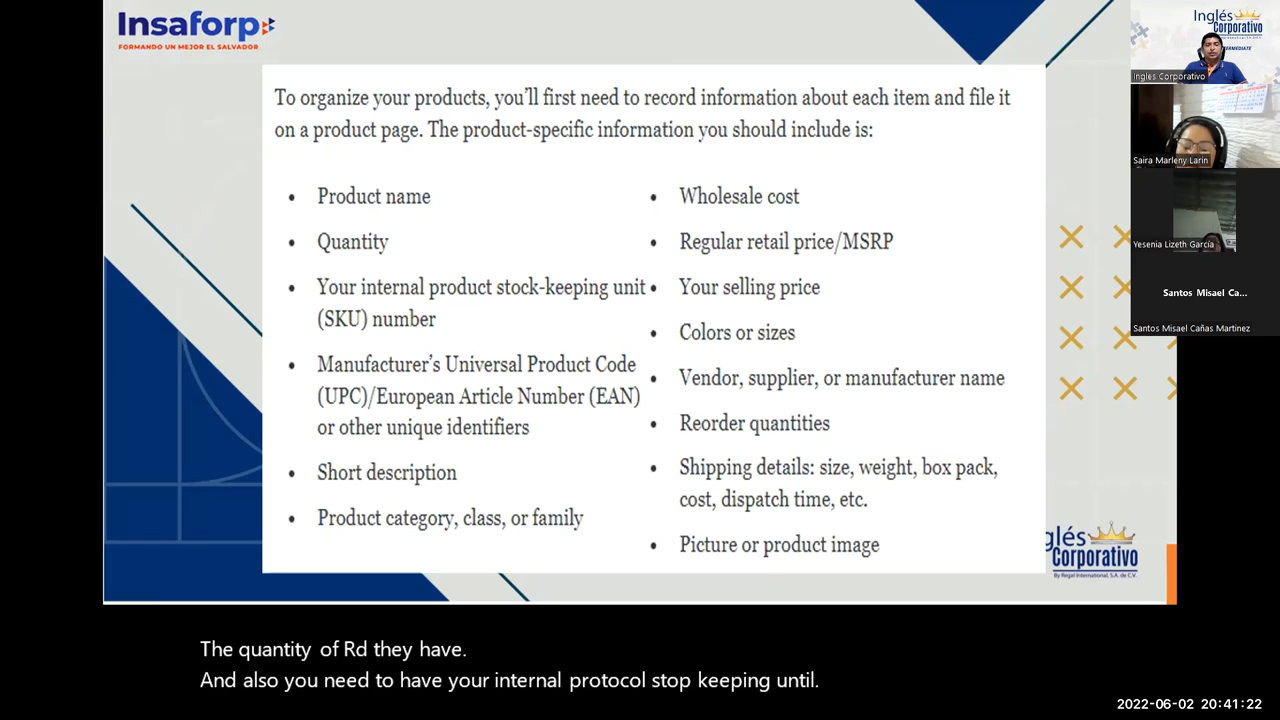 Insaforp
FORMANDO UN MEJOR EL SALVADOR
To organize your products, you'll first need to record information about each item and file it
on a product page. The product-specific information you should include is:
• Product name
• Quantity
• Your internal product stock-keeping unit
(SKU) number
• Manufacturer's Universal Product Code
(UPC)/European Article Number (EAN)
or other unique identifiers
• Short description
• Product category, class, or family
• Wholesale cost
• Regular retail price/MSRP
• Your selling price
• Colors or sizes
• Vendor, supplier, or manufacturer name
• Reorder quantities
• Shipping details: size, weight, box pack,
cost, dispatch time, etc.
• Picture or product image
glés
Corporativo
By Regal International, S.A. de C.V.
Inglés
Corporativo
Ingles Corporativo
Saira Marleny Larin
Yesenia Lizeth García
Santos Misael Ca...
Santos Misael Cañas Martinez
The quantity of Rd they have.
And also you need to have your internal protocol stop keeping until.
2022-06-02 20:41:22